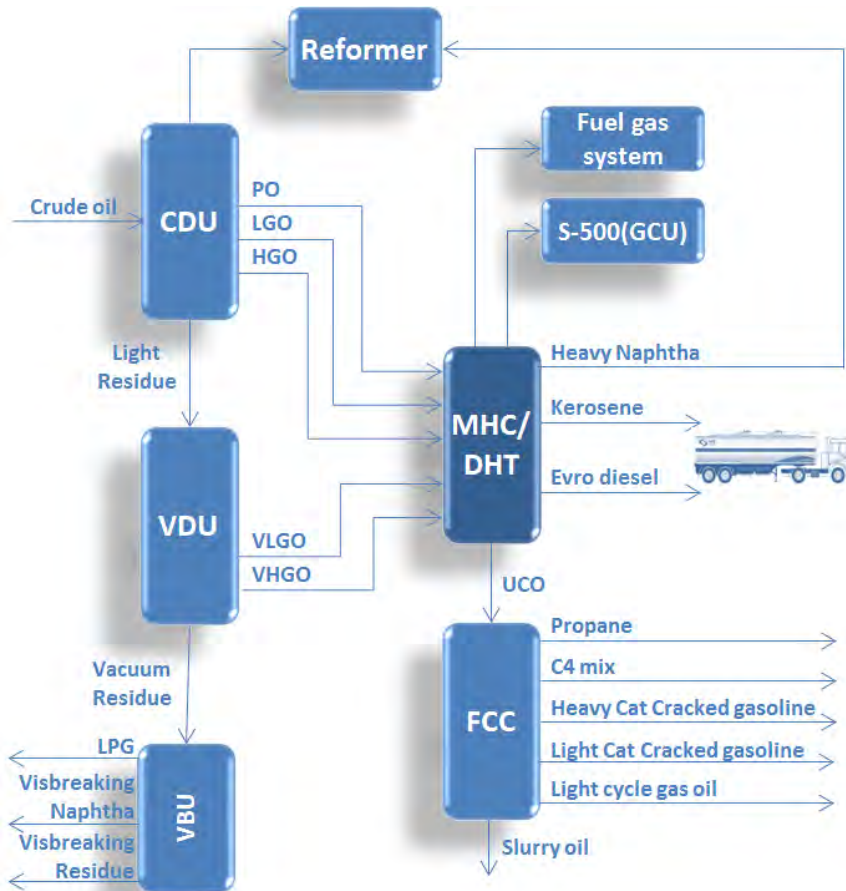 Reformer
Fuel gas
system
S-500(GCU)
Crude oil
CDU
PO
LGO
HGO
Light
Residue
Heavy Naphtha
Kerosene
Evro diesel
MHC/
DHT
VDU
VLGO
VHGO
UCO
Vacuum
Residue
FCC
Propane
C4 mix
Heavy Cat Cracked gasoline
Light Cat Cracked gasoline
Light cycle gas oil
Slurry oil
VBU
LPG
Visbreaking
Naphtha
Visbreaking
Residue